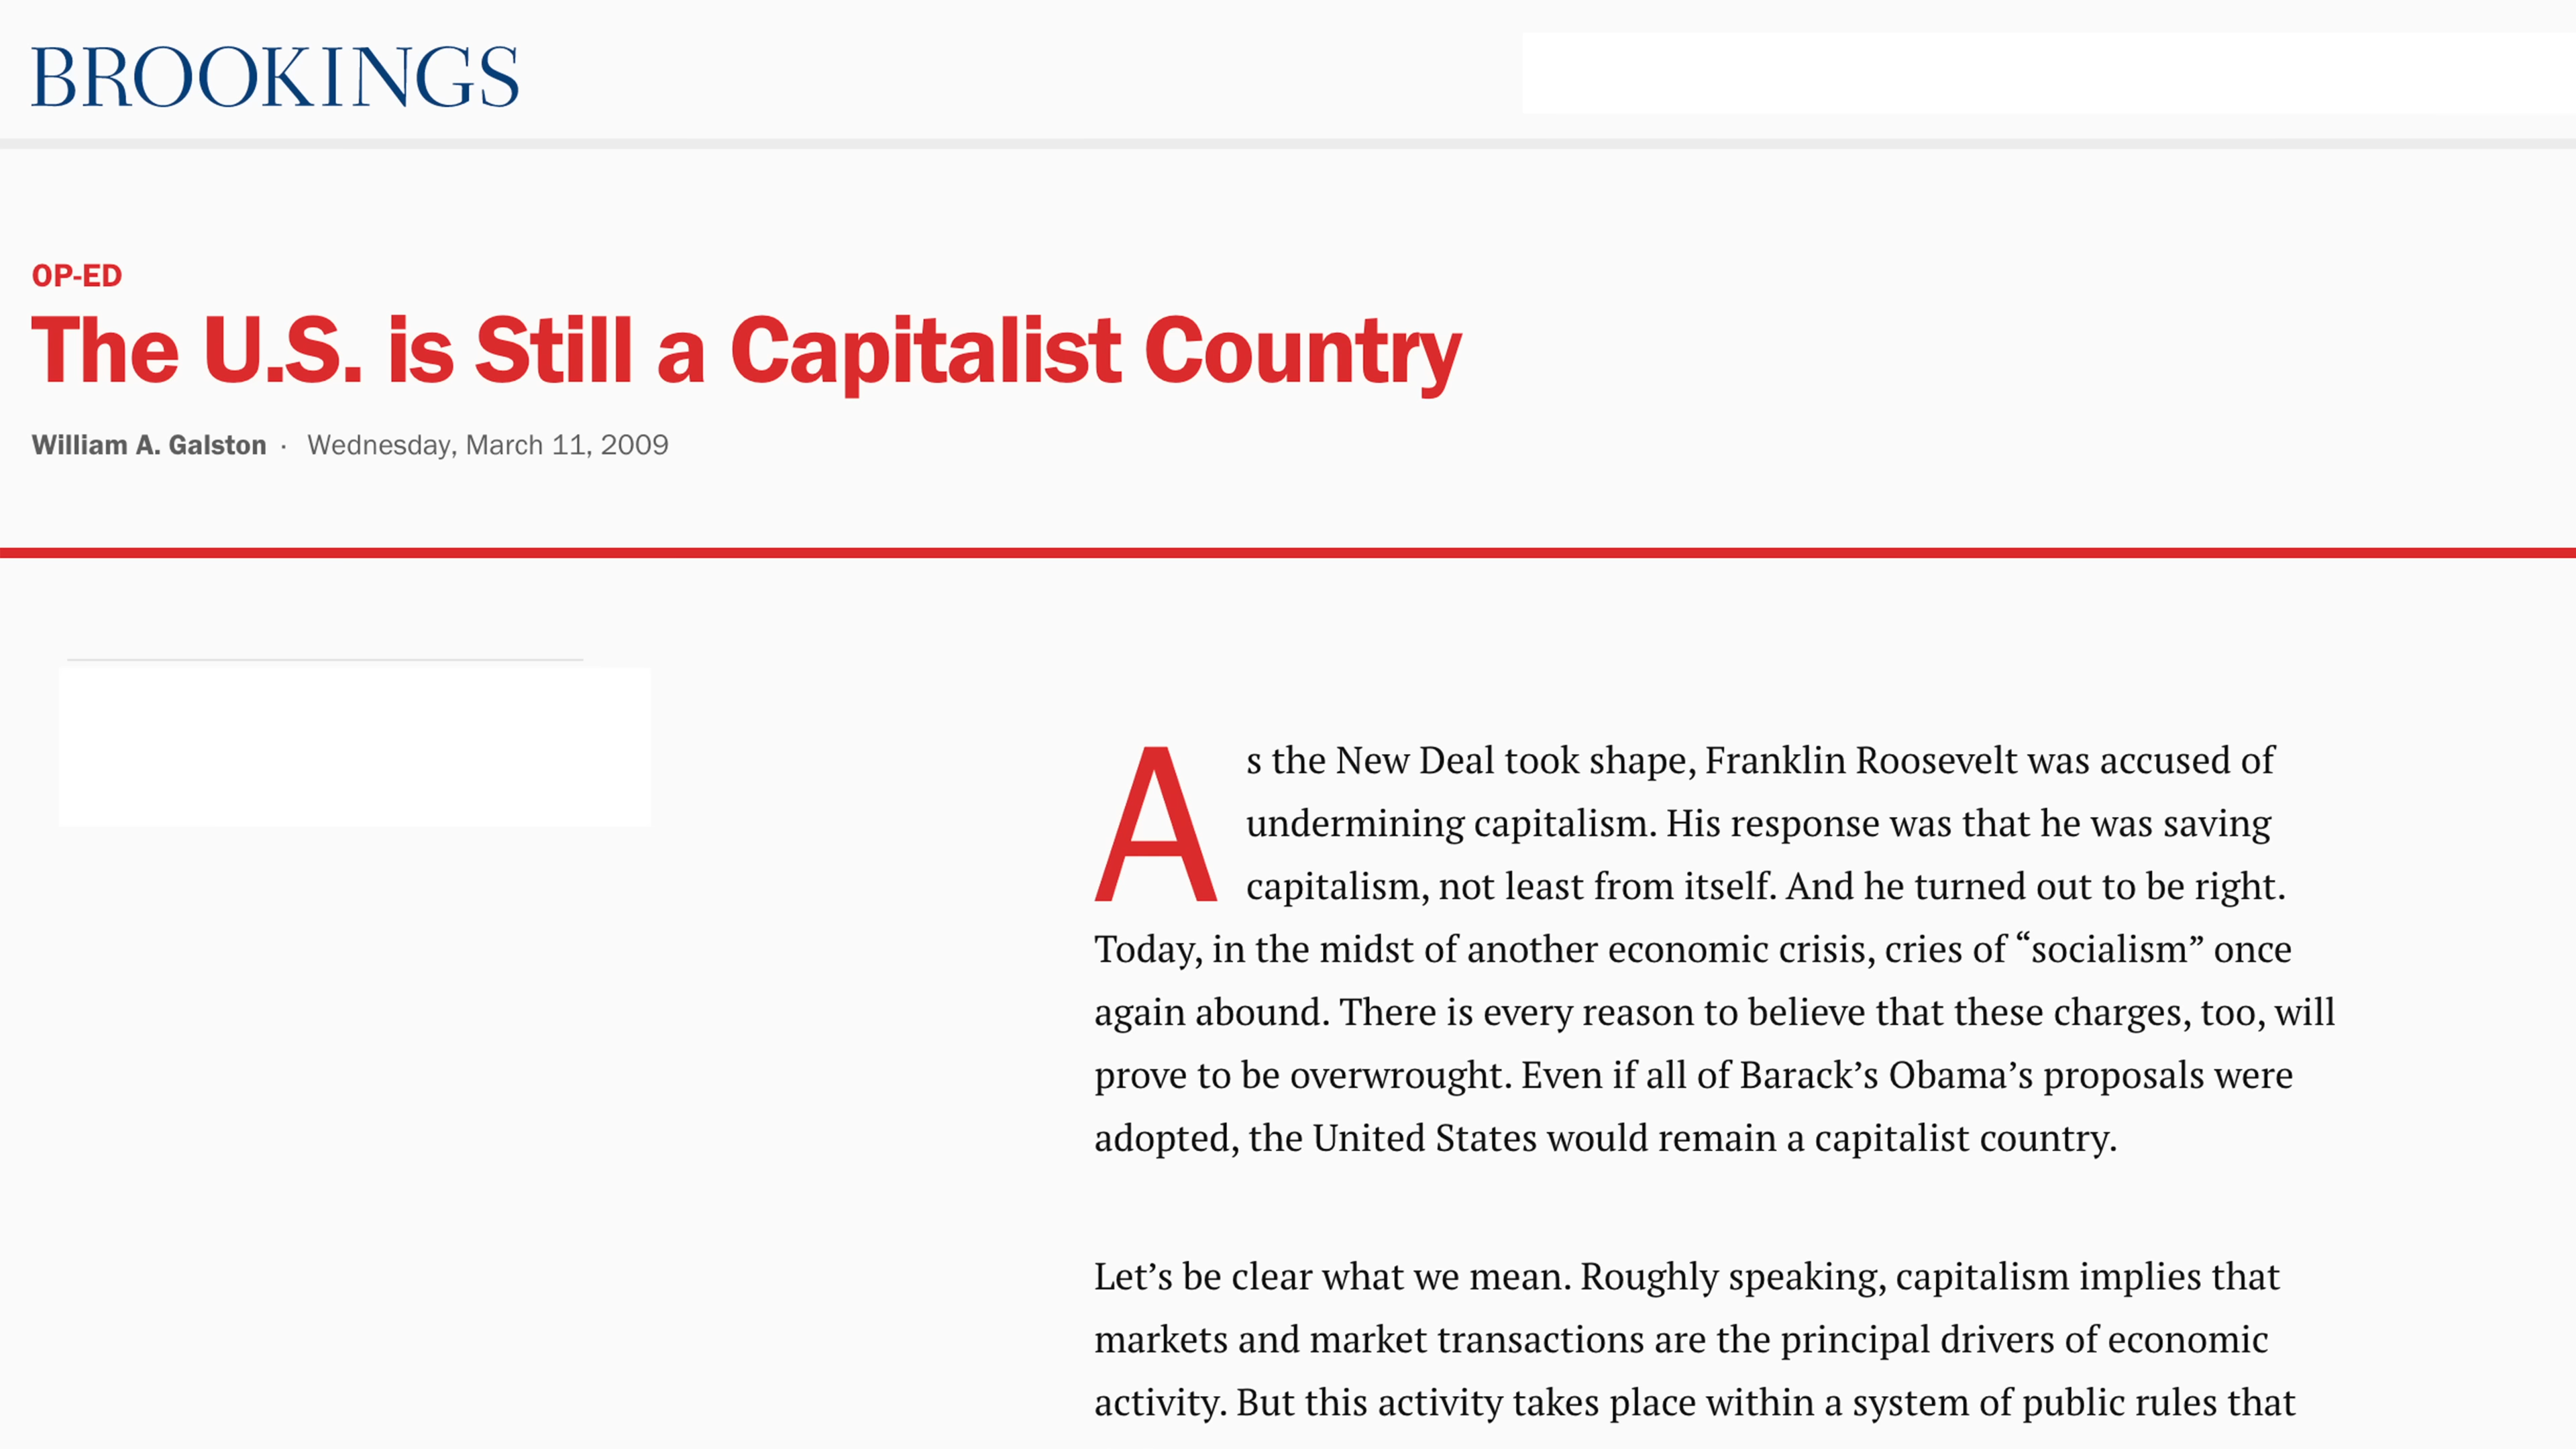 BROOKINGS
OP-ED
The U.S. is Still a Capitalist Country
William A. Galston · Wednesday, March 11, 2009
As the New Deal took shape, Franklin Roosevelt was accused of
undermining capitalism. His response was that he was saving
capitalism, not least from itself. And he turned out to be right.
Today, in the midst of another economic crisis, cries of “socialism” once
again abound. There is every reason to believe that these charges, too, will
prove to be overwrought. Even if all of Barack’s Obama’s proposals were
adopted, the United States would remain a capitalist country.
Let’s be clear what we mean. Roughly speaking, capitalism implies that
markets and market transactions are the principal drivers of economic
activity. But this activity takes place within a system of public rules that